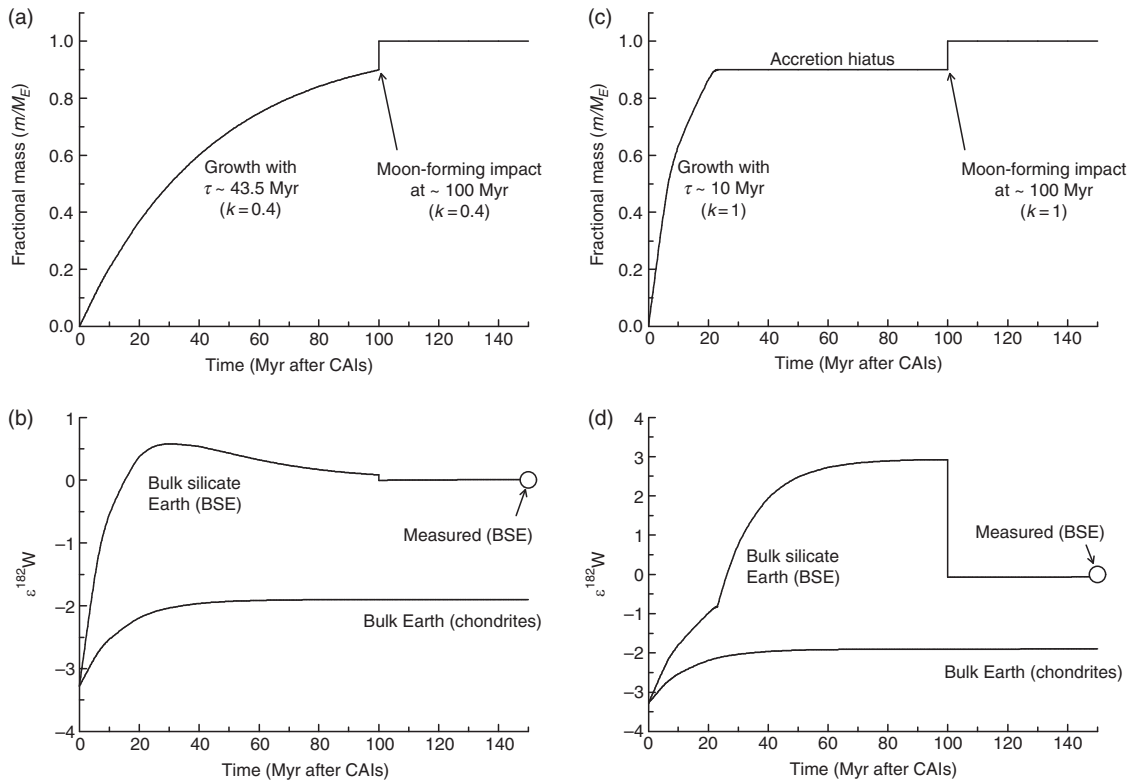 (a)
1.0
0.8
0.6
0.4
0.2
0.0
Fractional mass (m/M_E)
Growth with
τ ~ 43.5 Myr
(k = 0.4)
Moon-forming impact
at ~ 100 Myr
(k = 0.4)
0 20 40 60 80 100 120 140
Time (Myr after CAIs)
(c)
1.0
0.8
0.6
0.4
0.2
0.0
Fractional mass (m/M_E)
Accretion hiatus
Growth with
τ ~ 10 Myr
(k = 1)
Moon-forming impact
at ~ 100 Myr
(k = 1)
0 20 40 60 80 100 120 140
Time (Myr after CAIs)
(b)
1
0
−1
−2
−3
−4
ε182W
Bulk silicate
Earth (BSE)
Measured (BSE)
Bulk Earth (chondrites)
0 20 40 60 80 100 120 140
Time (Myr after CAIs)
(d)
4
3
2
1
0
−1
−2
−3
−4
ε182W
Bulk silicate
Earth (BSE)
Measured (BSE)
Bulk Earth (chondrites)
0 20 40 60 80 100 120 140
Time (Myr after CAIs)